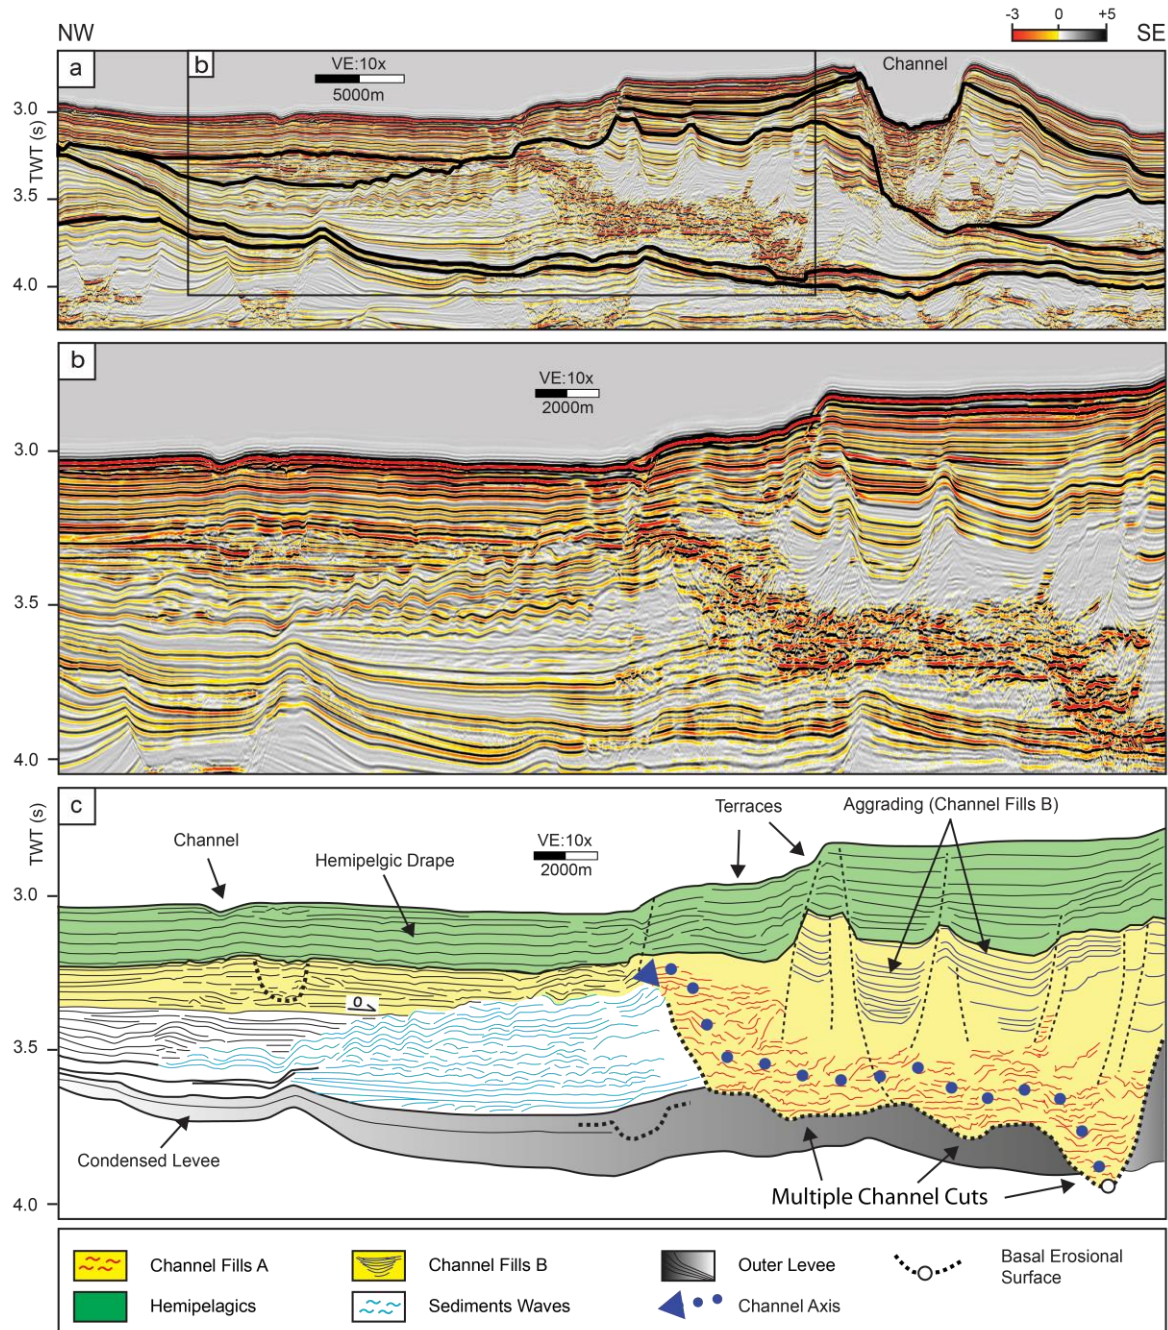 NW
-3 0 +5
SE
a
b
VE:10x
5000m
Channel
3.0
3.5
4.0
TWT (s)
b
VE:10x
2000m
3.0
3.5
4.0
c
TWT (s)
Channel
Hemipelgic Drape
VE:10x
2000m
Terraces
Aggrading (Channel Fills B)
3.0
3.5
4.0
O
Condensed Levee
Multiple Channel Cuts
Channel Fills A
Channel Fills B
Outer Levee
Basal Erosional
Surface
Hemipelagics
Sediments Waves
Channel Axis